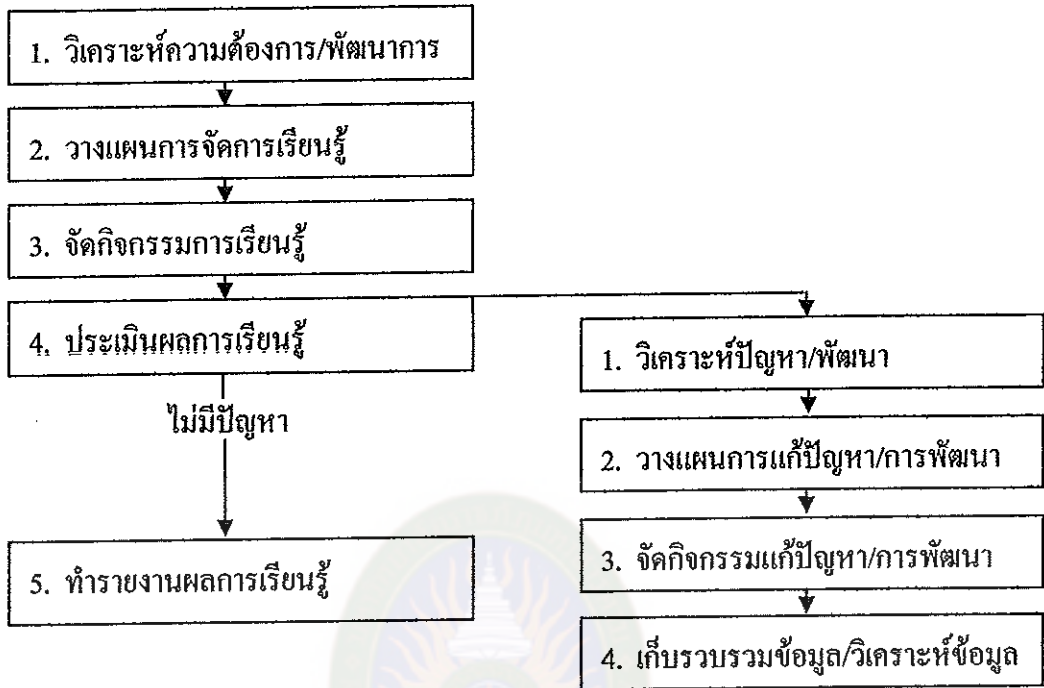 1. วิเคราะห์ความต้องการ/พัฒนาการ
2. วางแผนการจัดการเรียนรู้
3. จัดกิจกรรมการเรียนรู้
4. ประเมินผลการเรียนรู้
ไม่มีปัญหา
5. ทำรายงานผลการเรียนรู้
1. วิเคราะห์ปัญหา/พัฒนา
2. วางแผนการแก้ปัญหา/การพัฒนา
3. จัดกิจกรรมแก้ปัญหา/การพัฒนา
4. เก็บรวบรวมข้อมูล/วิเคราะห์ข้อมูล